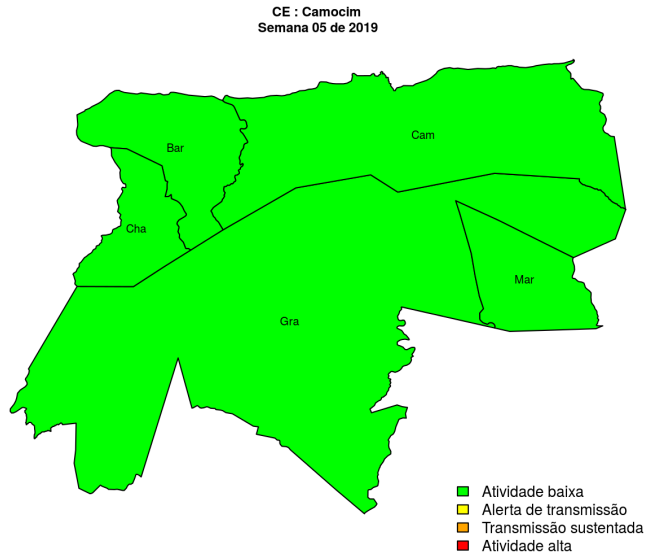 CE : Camocim
Semana 05 de 2019
Bar
Cam
Cha
Mar
Gra
Atividade baixa
Alerta de transmissão
Transmissão sustentada
Atividade alta